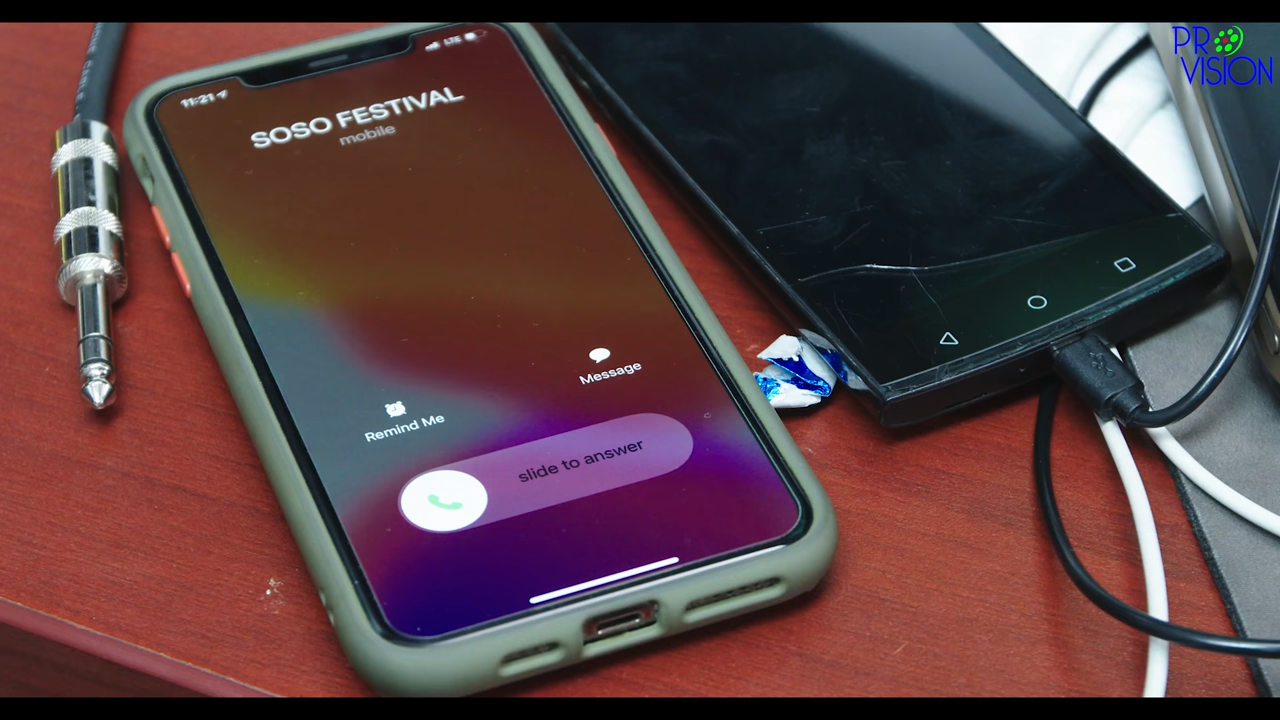 PRO
VISION
11:21
LTE
SOSO FESTIVAL
mobile
Message
Remind Me
slide to answer